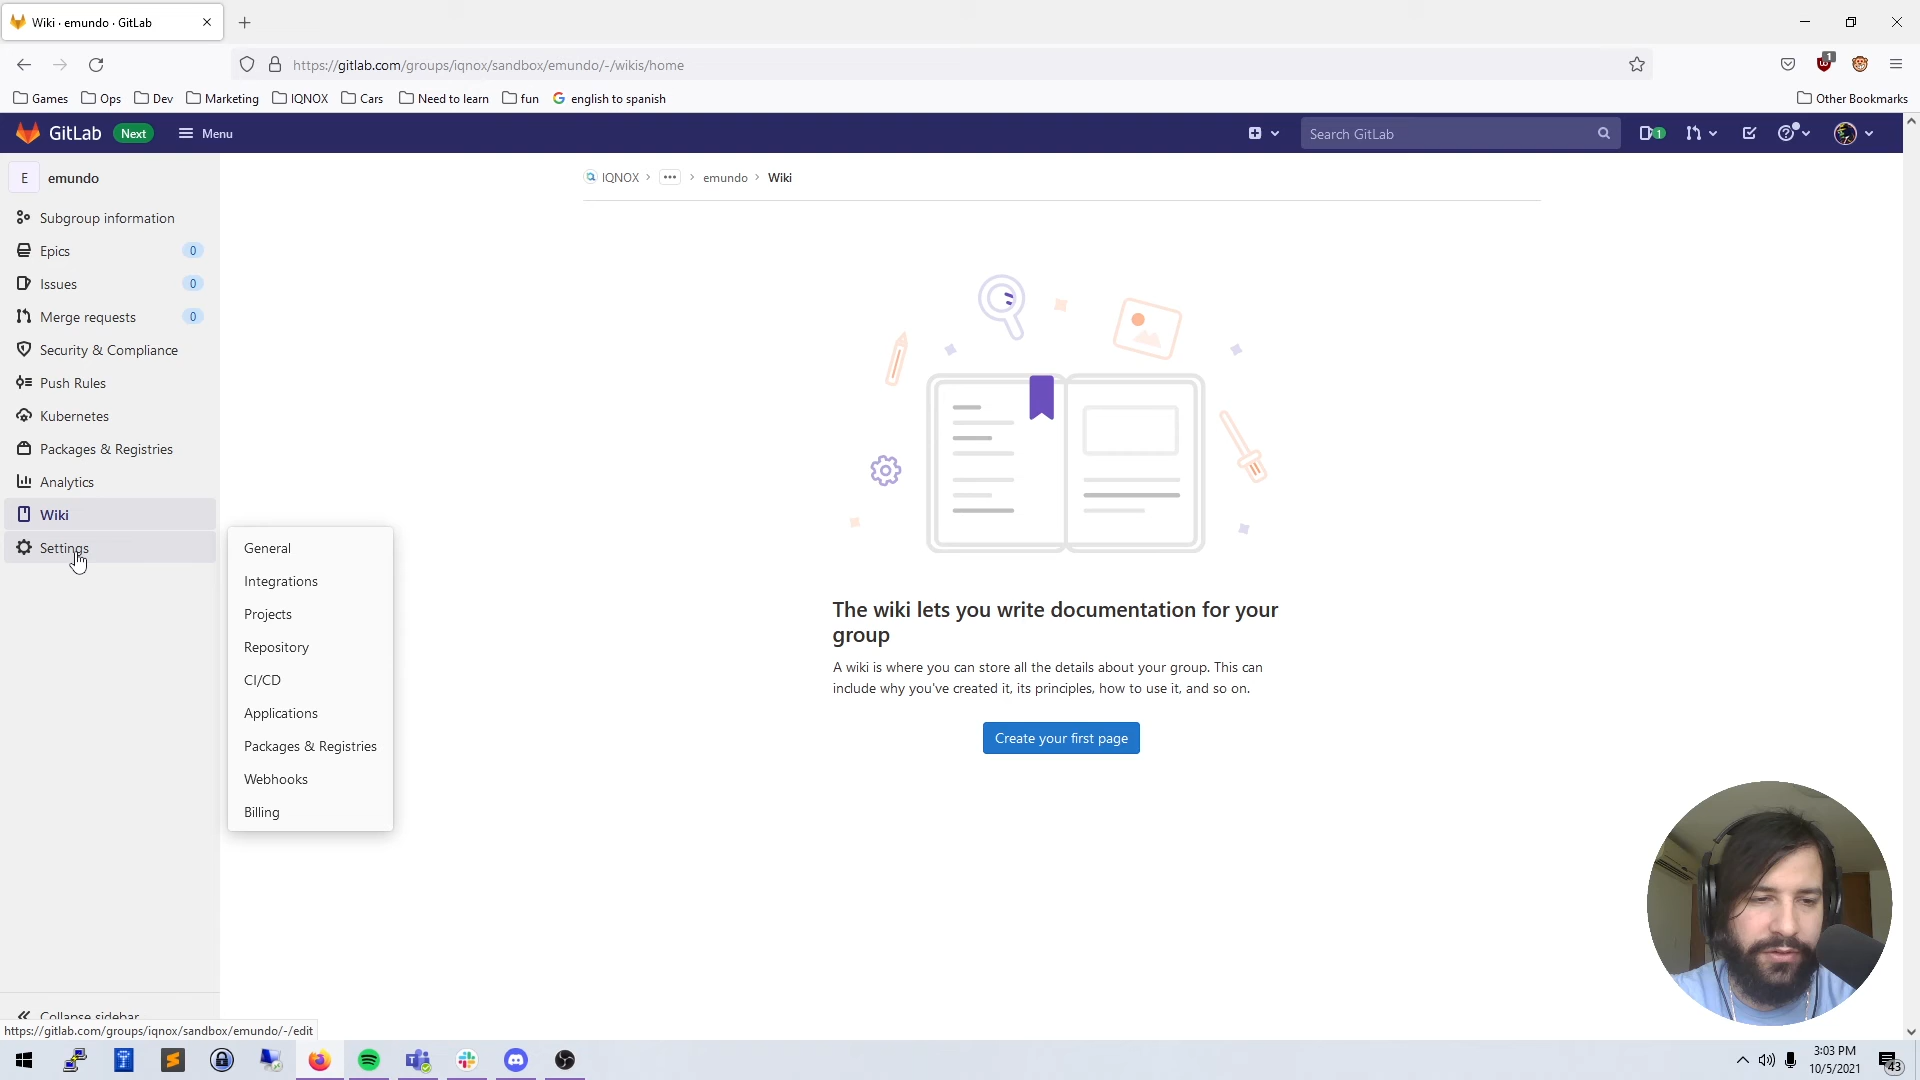 Wiki · emundo · GitLab
https://gitlab.com/groups/iqnox/sandbox/emundo/-/wikis/home
1
Games Ops Dev Marketing IQNOX Cars Need to learn fun english to spanish Other Bookmarks
GitLab Next Menu Search GitLab 1
E emundo
IQNOX > ••• > emundo > Wiki
Subgroup information
Epics 0
Issues 0
Merge requests 0
Security & Compliance
Push Rules
Kubernetes
Packages & Registries
Analytics
Wiki
Settings
General
Integrations
Projects
Repository
CI/CD
Applications
Packages & Registries
Webhooks
Billing
The wiki lets you write documentation for your
group
A wiki is where you can store all the details about your group. This can
include why you've created it, its principles, how to use it, and so on.
Create your first page
Collapse sidebar
https://gitlab.com/groups/iqnox/sandbox/emundo/-/edit
3:03 PM
10/5/2021
43